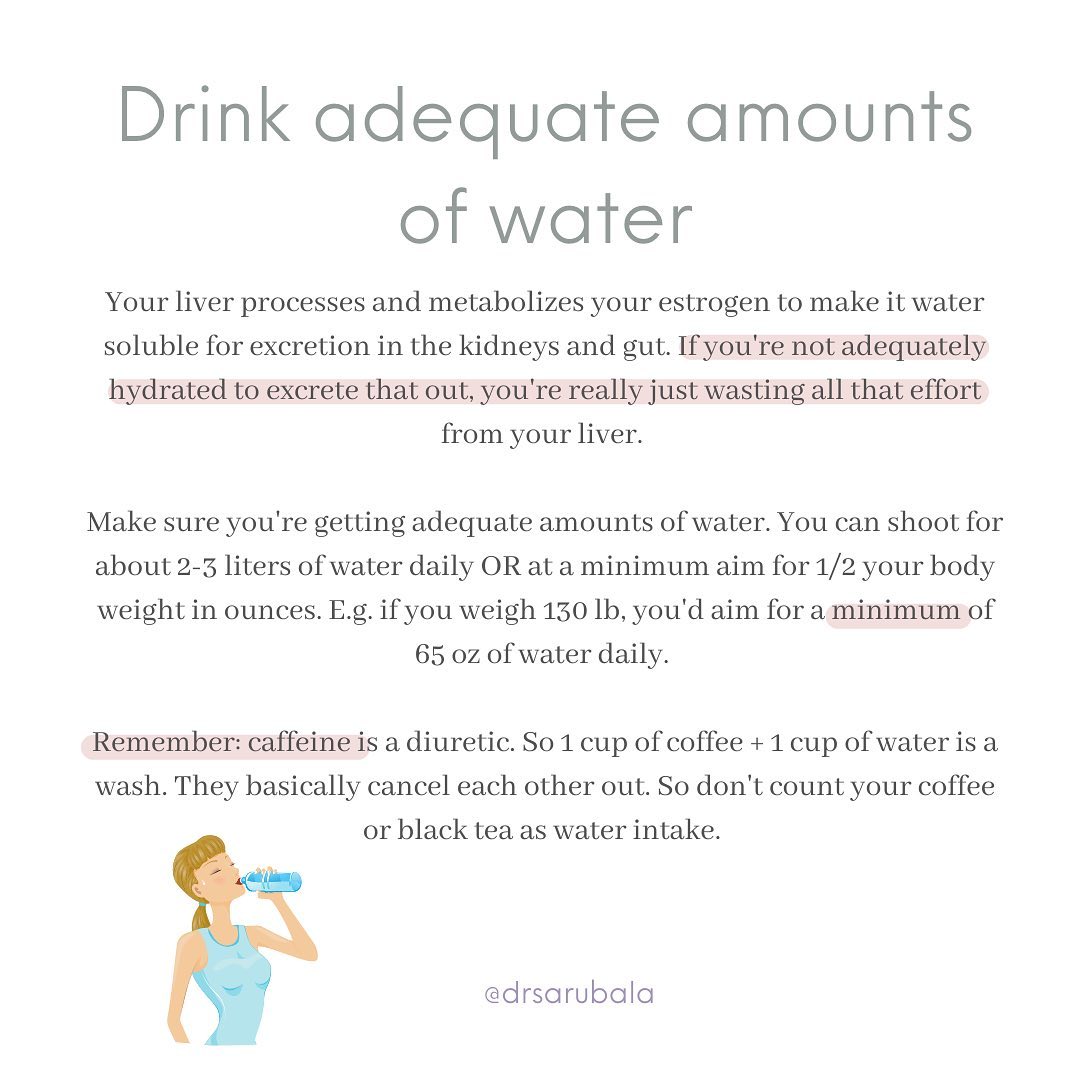 Drink adequate amounts
of water
Your liver processes and metabolizes your estrogen to make it water
soluble for excretion in the kidneys and gut. If you're not adequately
hydrated to excrete that out, you're really just wasting all that effort
from your liver.
Make sure you're getting adequate amounts of water. You can shoot for
about 2-3 liters of water daily OR at a minimum aim for 1/2 your body
weight in ounces. E.g. if you weigh 130 lb, you'd aim for a minimum of
65 oz of water daily.
Remember: caffeine is a diuretic. So 1 cup of coffee + 1 cup of water is a
wash. They basically cancel each other out. So don't count your coffee
or black tea as water intake.
@drsarubala